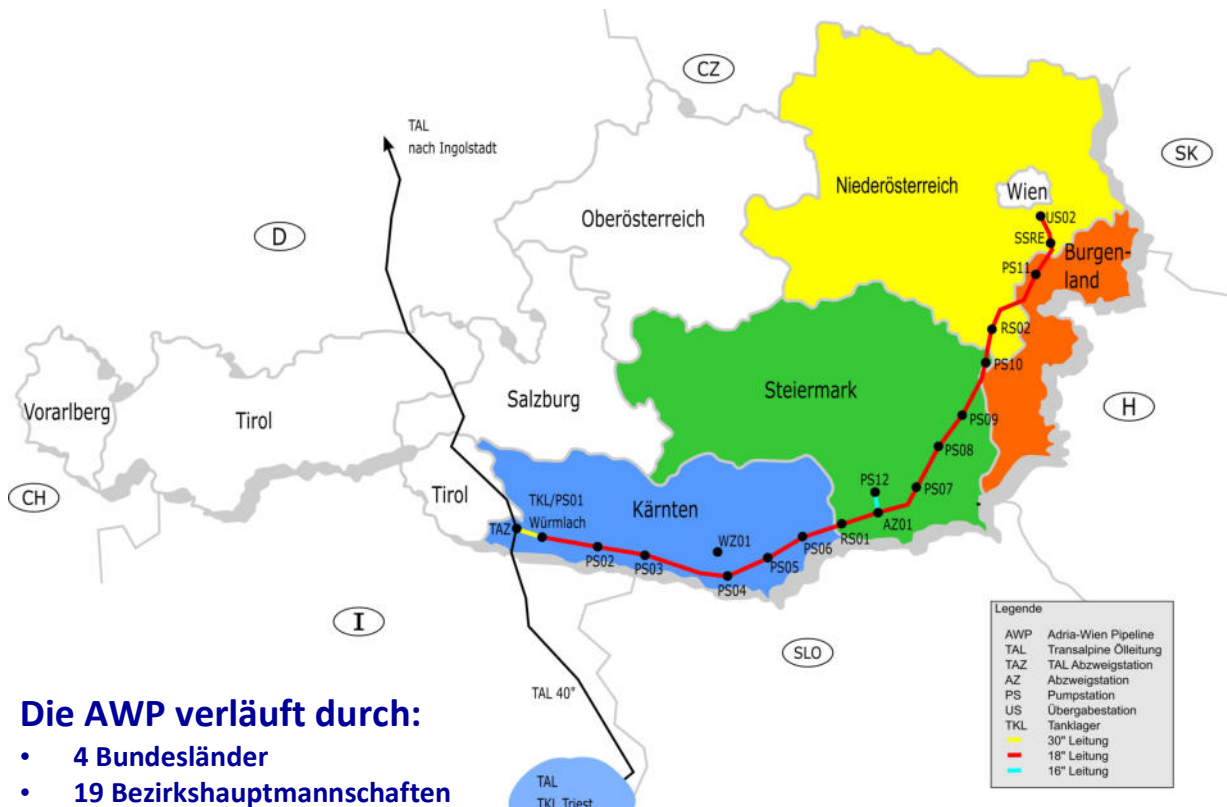 CZ
TAL
nach Ingolstadt
SK
Niederösterreich
Wien
Oberösterreich
US02
D
SSRE
Burgen-
land
PS11
RS02
PS10
Steiermark
Salzburg
Vorarlberg
Tirol
H
PS09
PS08
CH
Tirol
PS12
PS07
TKL/PS01
Würmlach
Kärnten
TAZ
AZ01
RS01
WZ01
PS06
PS02
PS03
PS05
PS04
I
SLO
TAL 40"
Legende
AWP Adria-Wien Pipeline
TAL Transalpine Ölleitung
TAZ TAL Abzweigstation
AZ Abzweigstation
PS Pumpstation
US Übergabestation
TKL Tanklager
30" Leitung
18" Leitung
16" Leitung
Die AWP verläuft durch:
• 4 Bundesländer
• 19 Bezirkshauptmannschaften
TAL
TKL Triest